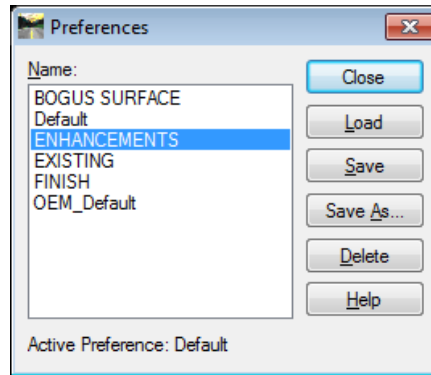 Preferences
Name:
BOGUS SURFACE
Default
ENHANCEMENTS
EXISTING
FINISH
OEM_Default
Close
Load
Save
Save As...
Delete
Help
Active Preference: Default